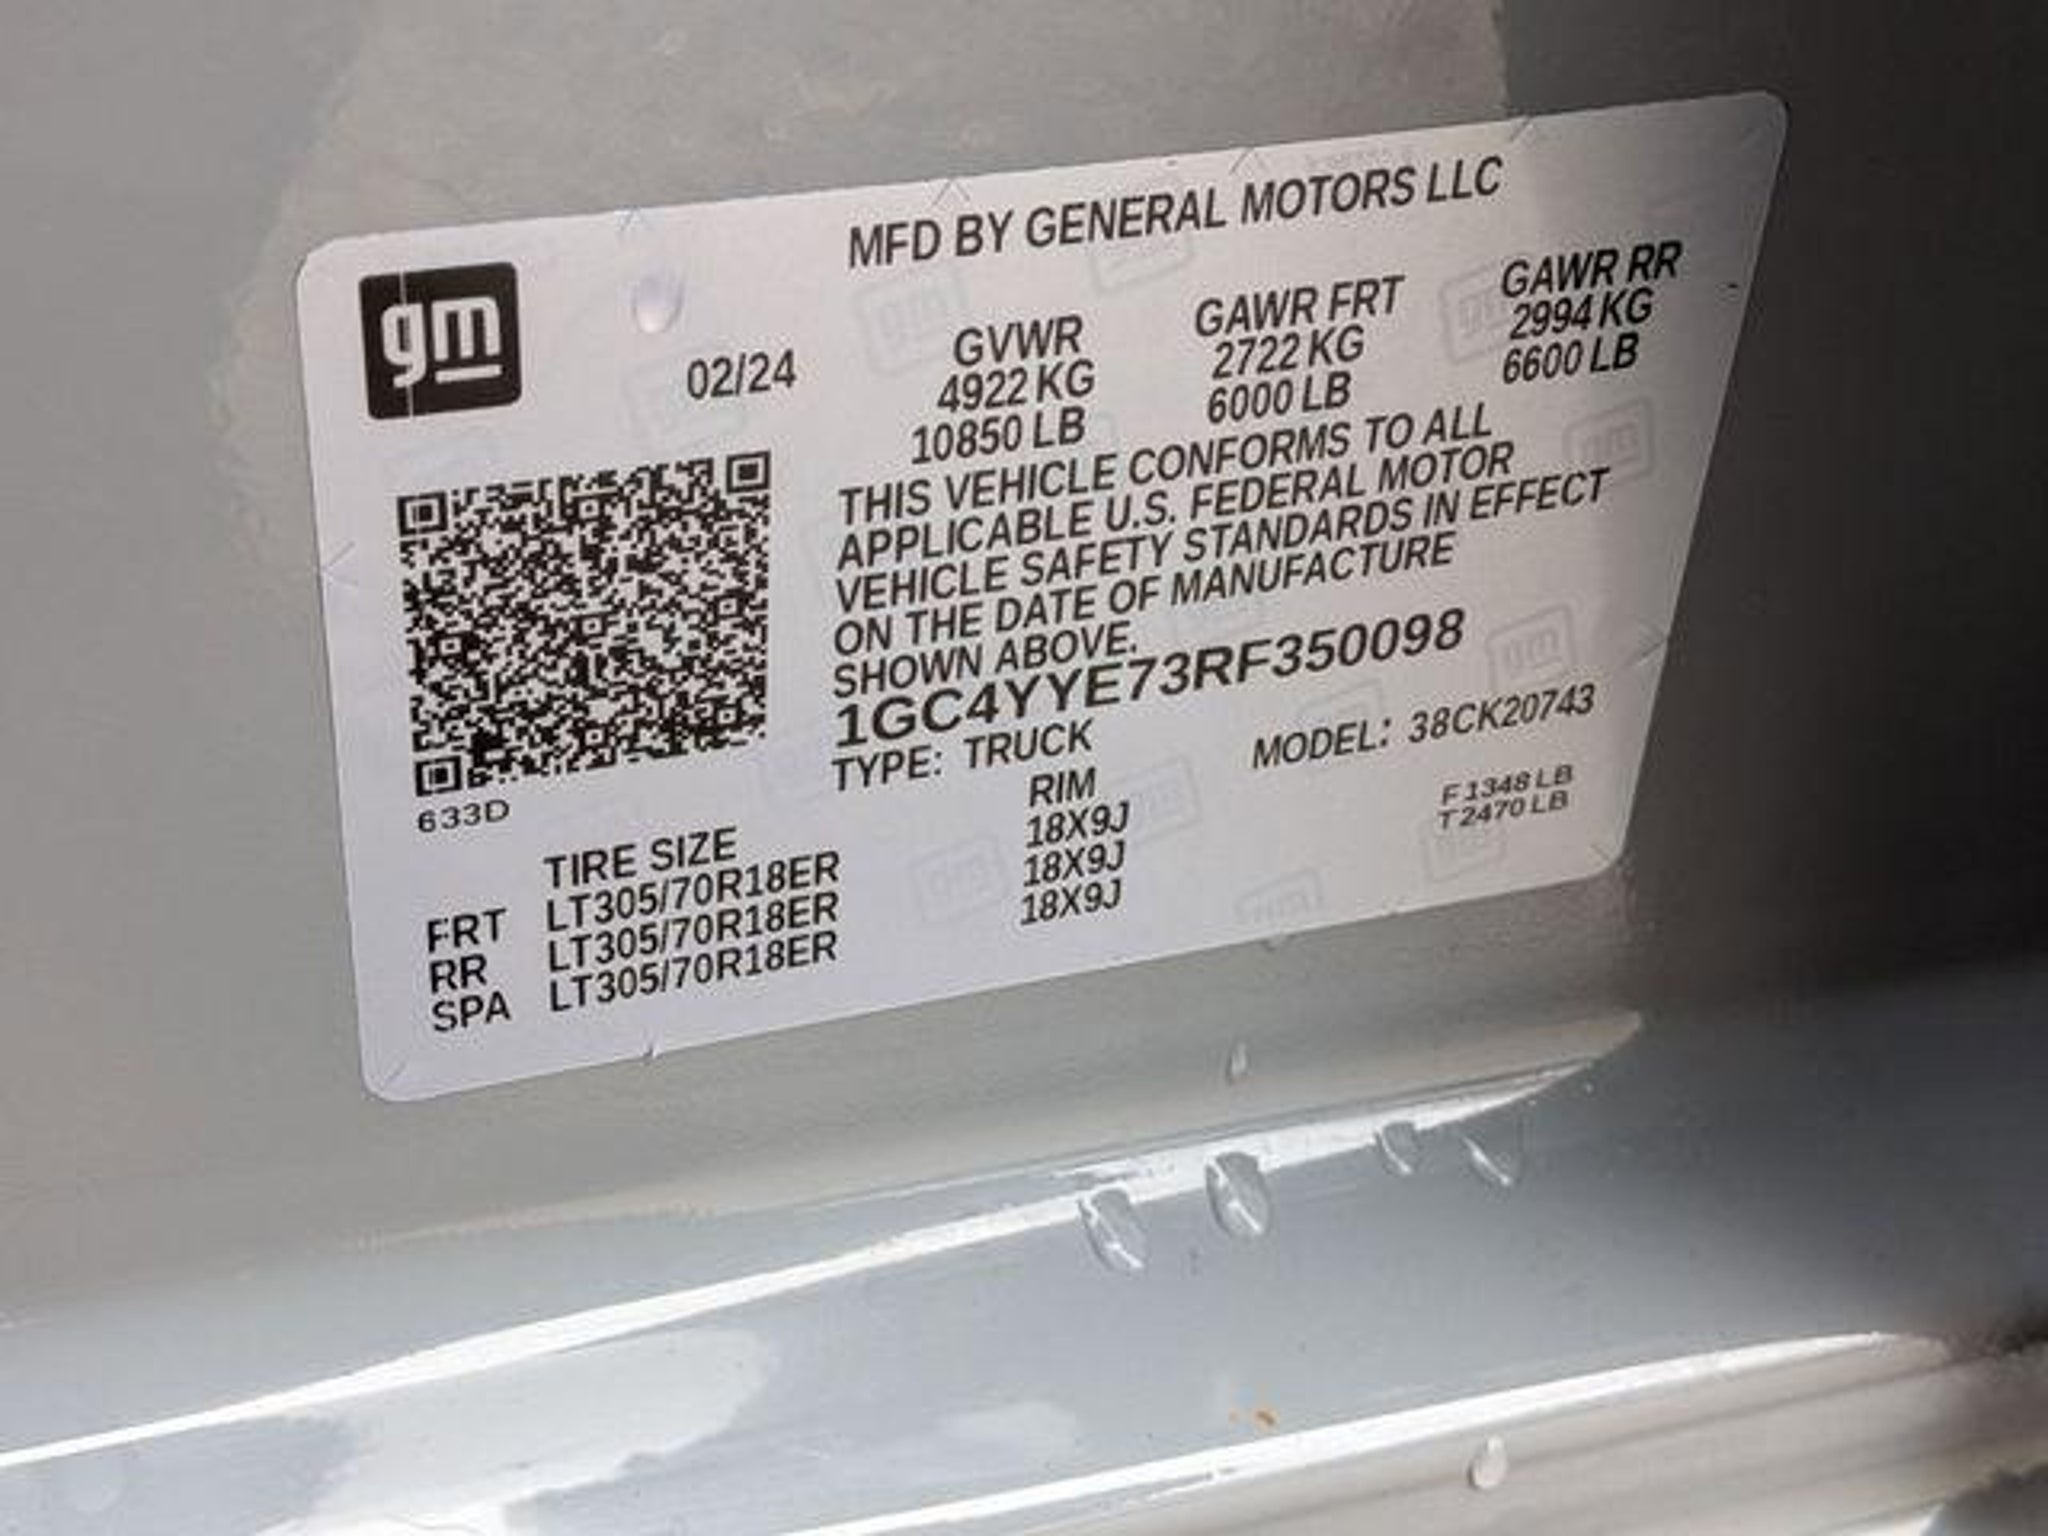 MFD BY GENERAL MOTORS LLC
gm
02/24
GVWR GAWR FRT GAWR RR
4922 KG 2722 KG 2994 KG
10850 LB 6000 LB 6600 LB
THIS VEHICLE CONFORMS TO ALL
APPLICABLE U.S. FEDERAL MOTOR
VEHICLE SAFETY STANDARDS IN EFFECT
ON THE DATE OF MANUFACTURE
SHOWN ABOVE.
1GC4YYE73RF350098
TYPE: TRUCK MODEL: 38CK20743
633D
F 1348 LB
T 2470 LB
TIRE SIZE RIM
FRT LT305/70R18ER 18X9J
RR LT305/70R18ER 18X9J
SPA LT305/70R18ER 18X9J